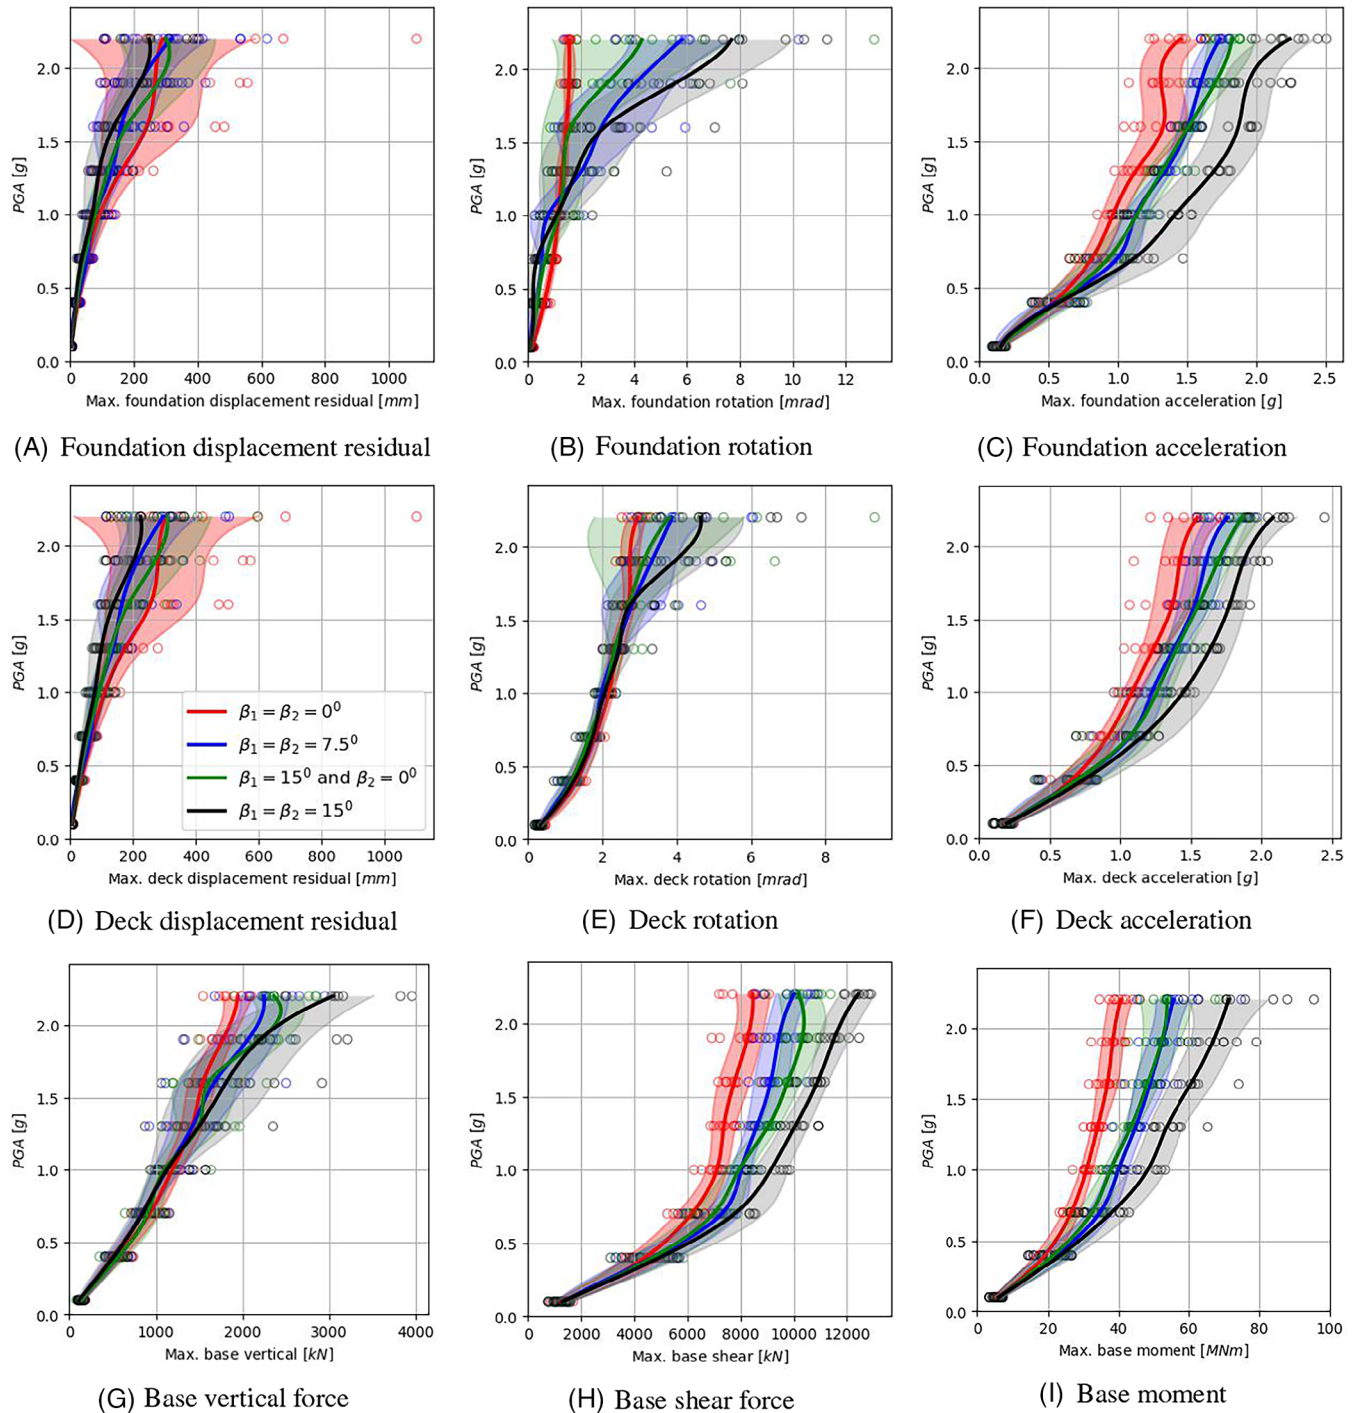 2.0
1.5
1.0
0.5
0.0
PGA [g]
0 200 400 600 800 1000
Max. foundation displacement residual [mm]
(A) Foundation displacement residual
2.0
1.5
1.0
0.5
0.0
PGA [g]
0 2 4 6 8 10 12
Max. foundation rotation [mrad]
(B) Foundation rotation
2.0
1.5
1.0
0.5
0.0
PGA [g]
0.0 0.5 1.0 1.5 2.0 2.5
Max. foundation acceleration [g]
(C) Foundation acceleration
2.0
1.5
1.0
0.5
0.0
PGA [g]
β₁ = β₂ = 0⁰
β₁ = β₂ = 7.5⁰
β₁ = 15⁰ and β₂ = 0⁰
β₁ = β₂ = 15⁰
0 200 400 600 800 1000
Max. deck displacement residual [mm]
(D) Deck displacement residual
2.0
1.5
1.0
0.5
0.0
PGA [g]
0 2 4 6 8
Max. deck rotation [mrad]
(E) Deck rotation
2.0
1.5
1.0
0.5
0.0
PGA [g]
0.0 0.5 1.0 1.5 2.0 2.5
Max. deck acceleration [g]
(F) Deck acceleration
2.0
1.5
1.0
0.5
0.0
PGA [g]
0 1000 2000 3000 4000
Max. base vertical [kN]
(G) Base vertical force
2.0
1.5
1.0
0.5
0.0
PGA [g]
0 2000 4000 6000 8000 10000 12000
Max. base shear [kN]
(H) Base shear force
2.0
1.5
1.0
0.5
0.0
PGA [g]
0 20 40 60 80 100
Max. base moment [MNm]
(I) Base moment